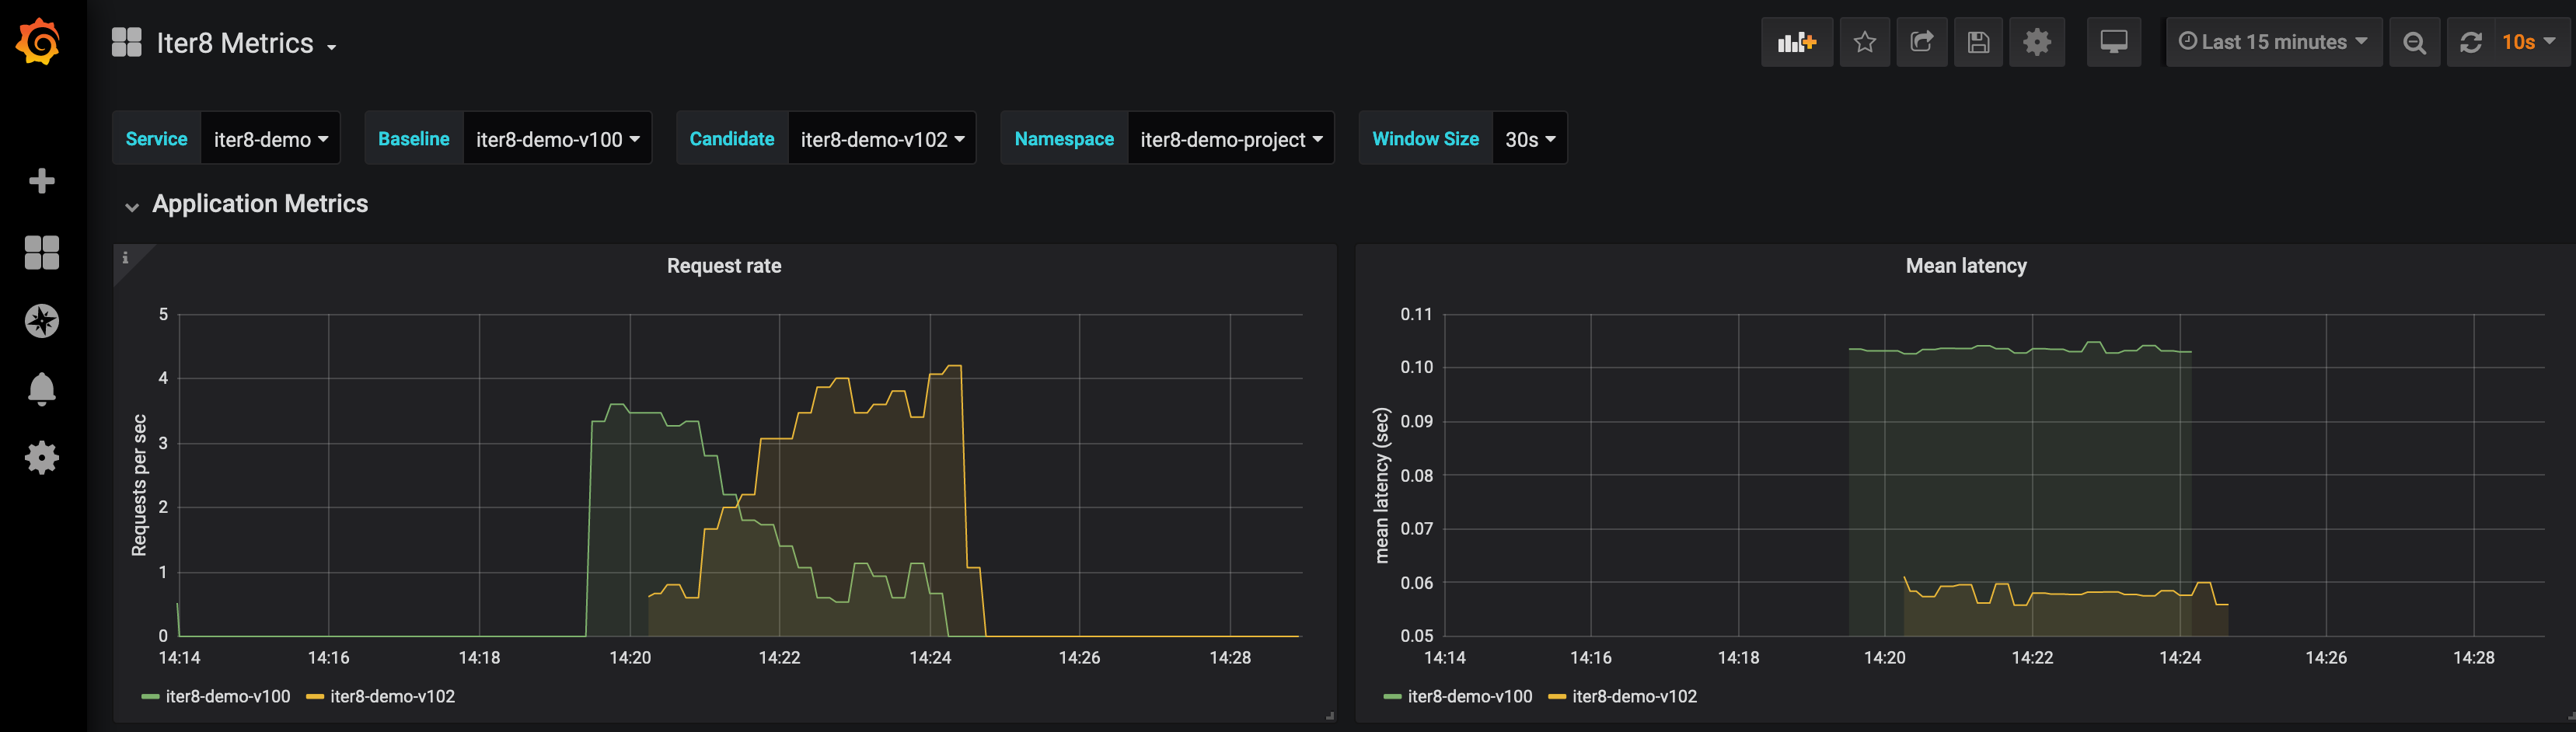 Iter8 Metrics
Last 15 minutes
10s
Service iter8-demo
Baseline iter8-demo-v100
Candidate iter8-demo-v102
Namespace iter8-demo-project
Window Size 30s
Application Metrics
i
Request rate
Requests per sec
5
4
3
2
1
0
14:14 14:16 14:18 14:20 14:22 14:24 14:26 14:28
iter8-demo-v100 iter8-demo-v102
Mean latency
mean latency (sec)
0.11
0.10
0.09
0.08
0.07
0.06
0.05
14:14 14:16 14:18 14:20 14:22 14:24 14:26 14:28
iter8-demo-v100 iter8-demo-v102